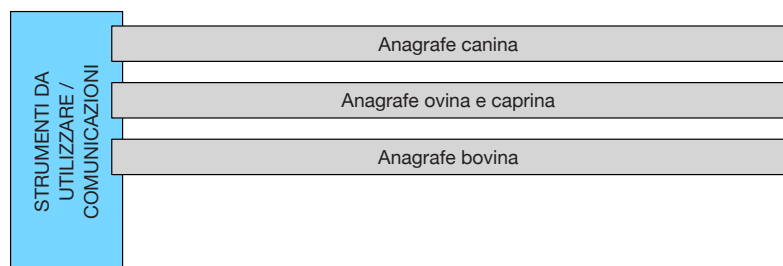 STRUMENTI DA
UTILIZZARE /
COMUNICAZIONI
Anagrafe canina
Anagrafe ovina e caprina
Anagrafe bovina